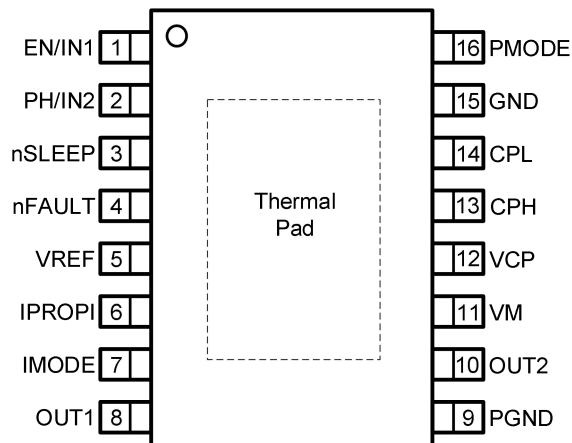 EN/IN1 1 16 PMODE
PH/IN2 2 15 GND
nSLEEP 3 14 CPL
nFAULT 4 Thermal 13 CPH
Pad
VREF 5 12 VCP
IPROPI 6 11 VM
IMODE 7 10 OUT2
OUT1 8 9 PGND